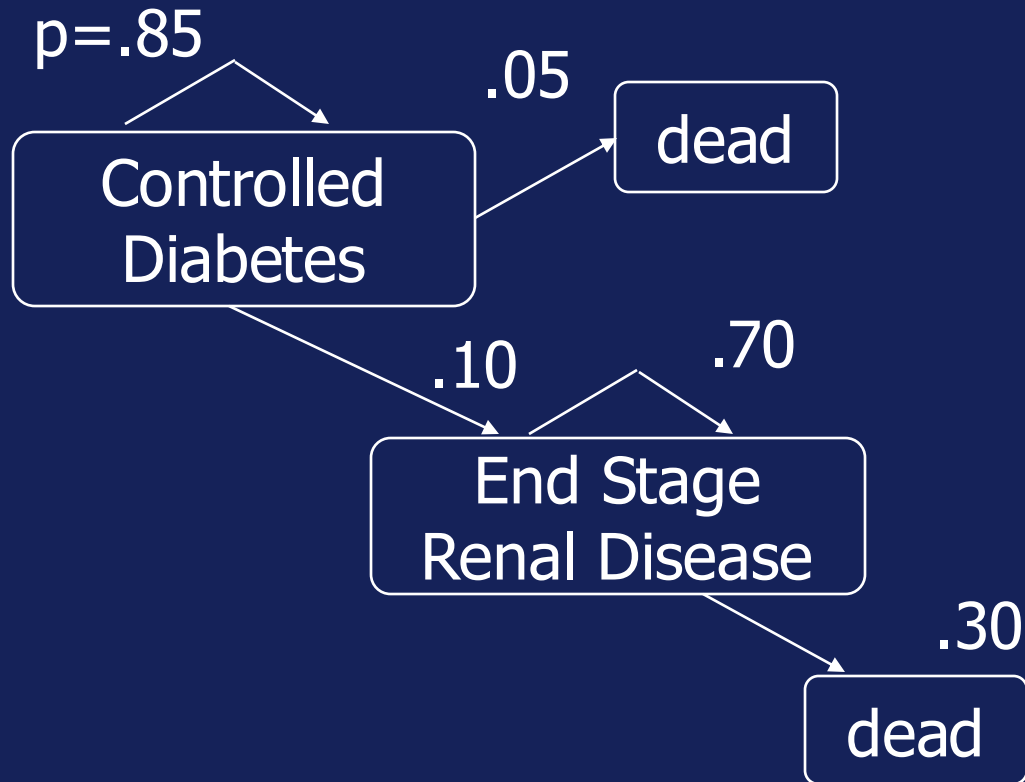 p=.85
.05
dead
Controlled
Diabetes
.10
.70
End Stage
Renal Disease
.30
dead